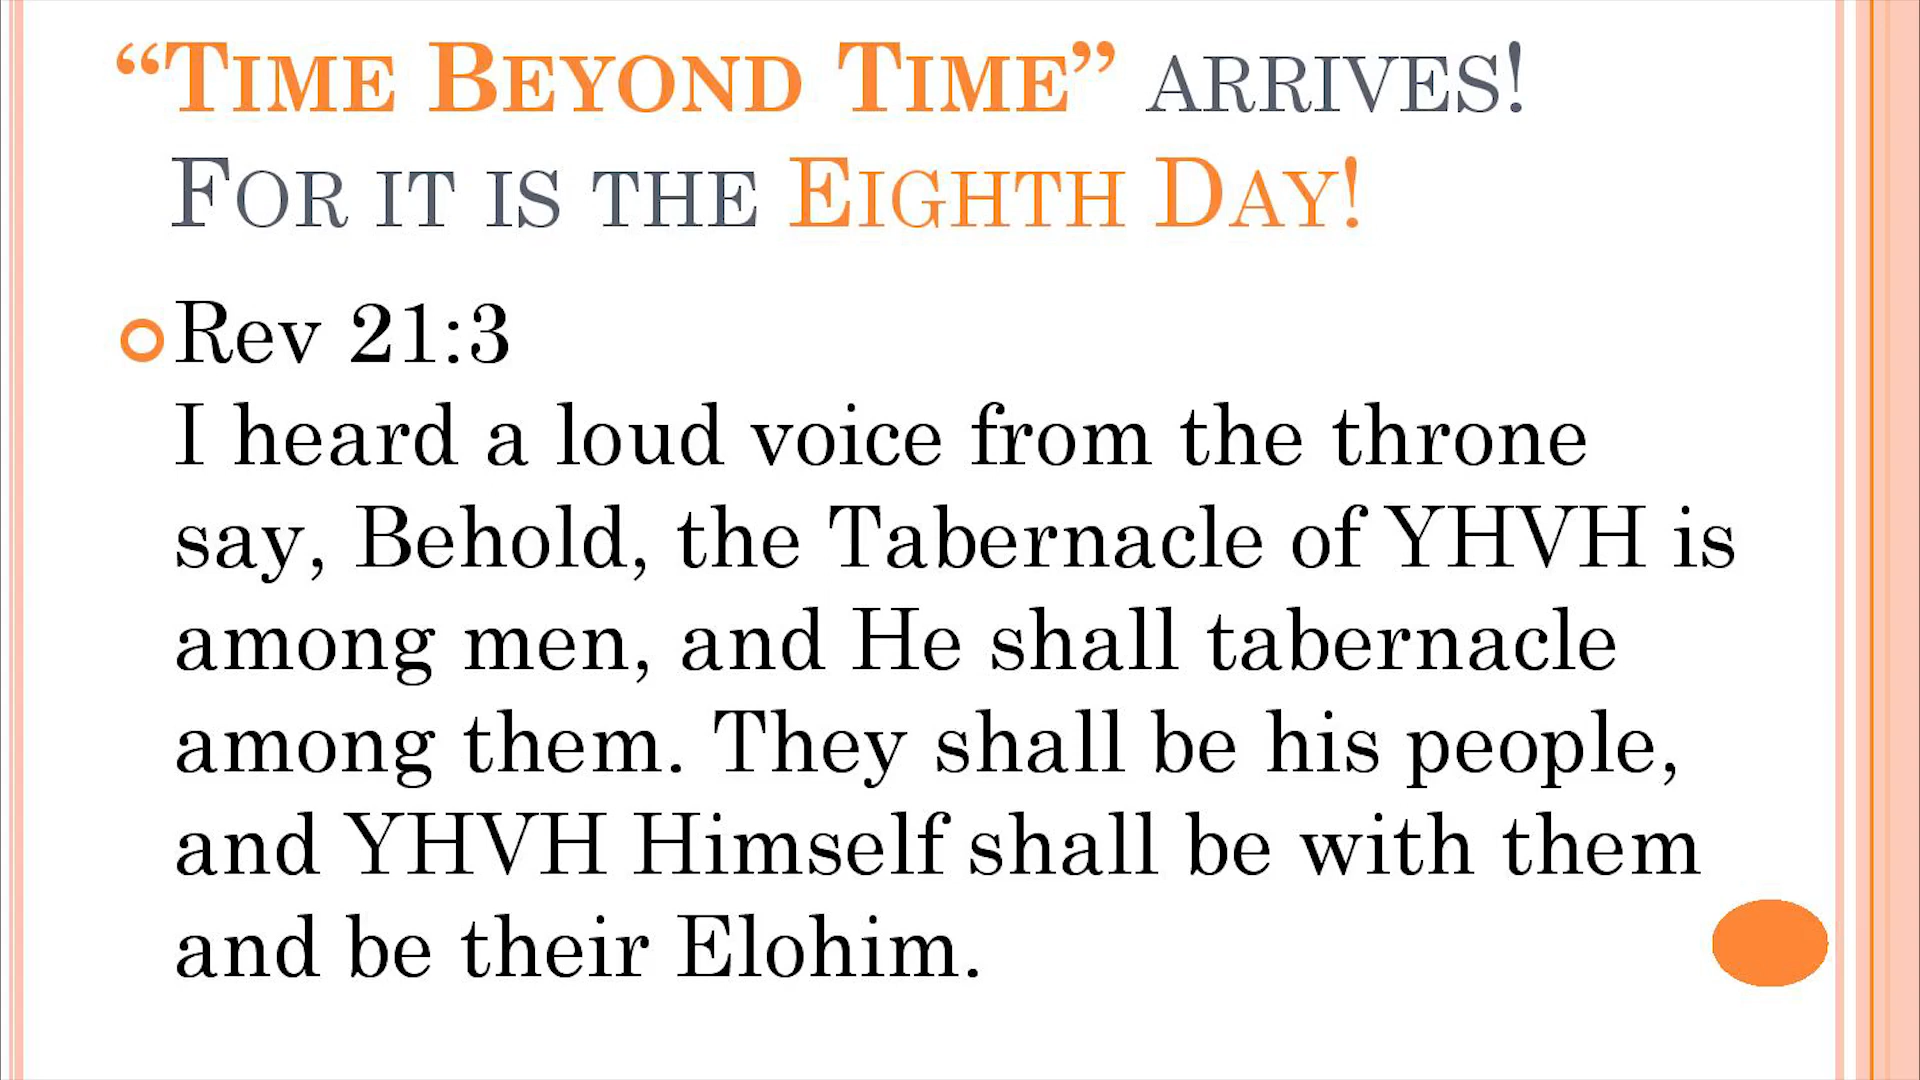 “Time Beyond Time” arrives!
For it is the Eighth Day!
Rev 21:3
I heard a loud voice from the throne
say, Behold, the Tabernacle of YHVH is
among men, and He shall tabernacle
among them. They shall be his people,
and YHVH Himself shall be with them
and be their Elohim.